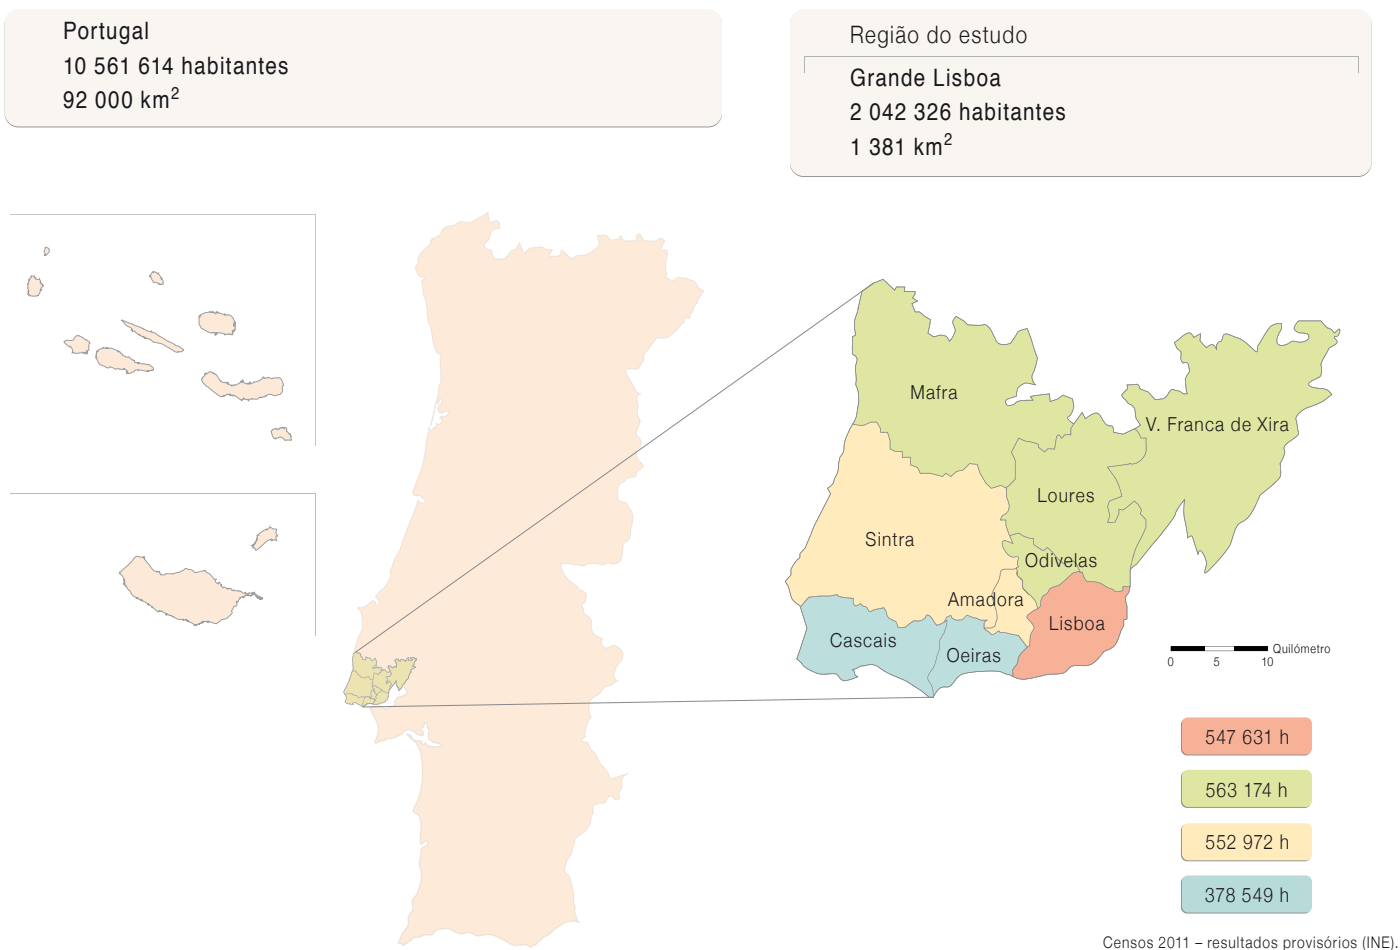 Portugal
10 561 614 habitantes
92 000 km²
Região do estudo
Grande Lisboa
2 042 326 habitantes
1 381 km²
Mafra
V. Franca de Xira
Loures
Sintra
Odivelas
Amadora
Lisboa
Cascais
Oeiras
Quilómetro
0 5 10
547 631 h
563 174 h
552 972 h
378 549 h
Censos 2011 – resultados provisórios (INE).